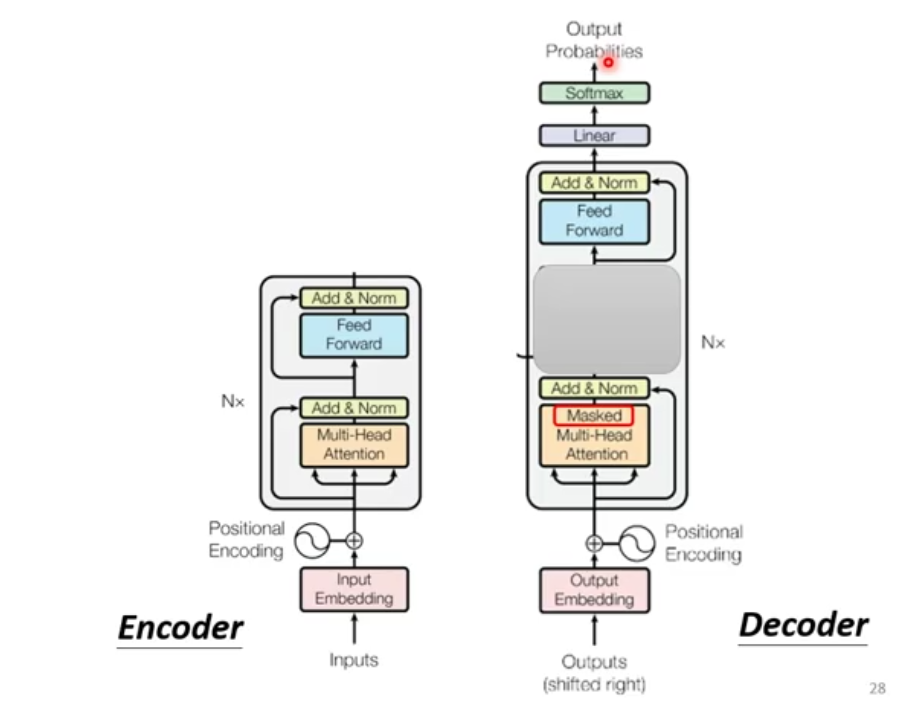 Output
Probabilities
Softmax
Linear
Add & Norm
Feed
Forward
Nx
Add & Norm
Masked
Multi-Head
Attention
Positional
Encoding
Output
Embedding
Outputs
(shifted right)
Decoder
Add & Norm
Feed
Forward
Nx
Add & Norm
Multi-Head
Attention
Positional
Encoding
Input
Embedding
Inputs
Encoder
28